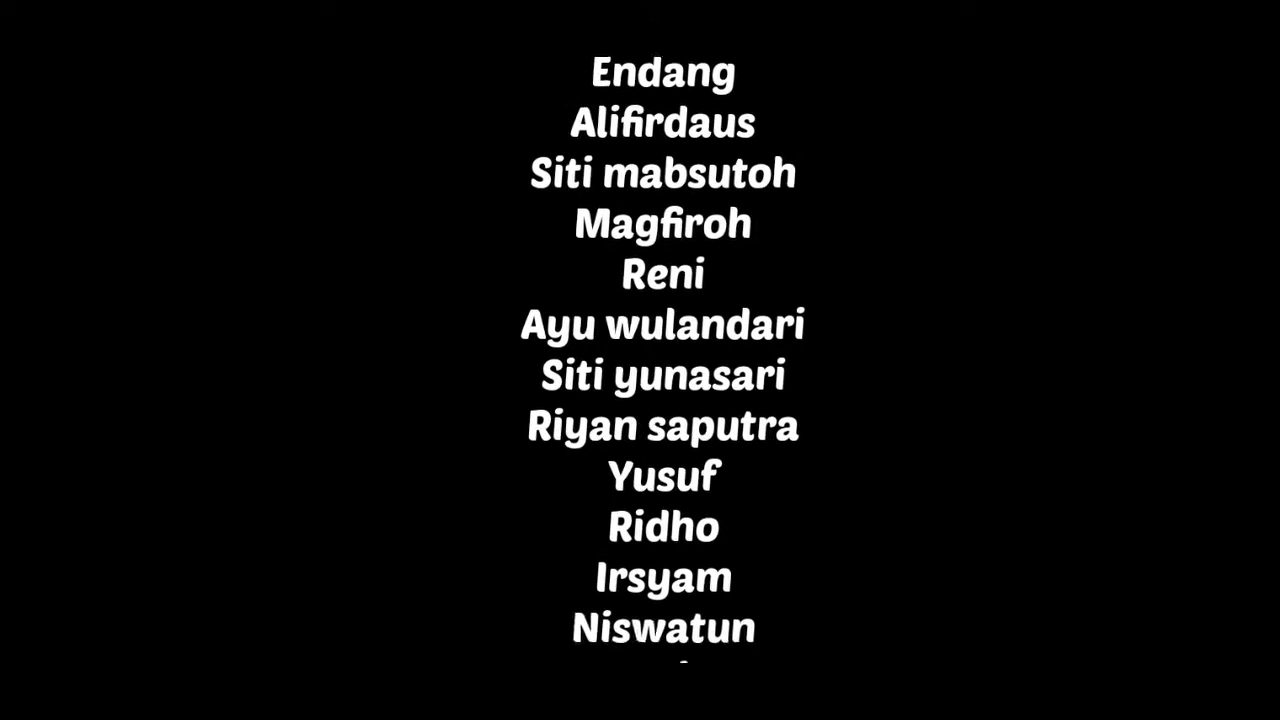 Endang
Alifirdaus
Siti mabsutoh
Magfiroh
Reni
Ayu wulandari
Siti yunasari
Riyan saputra
Yusuf
Ridho
Irsyam
Niswatun